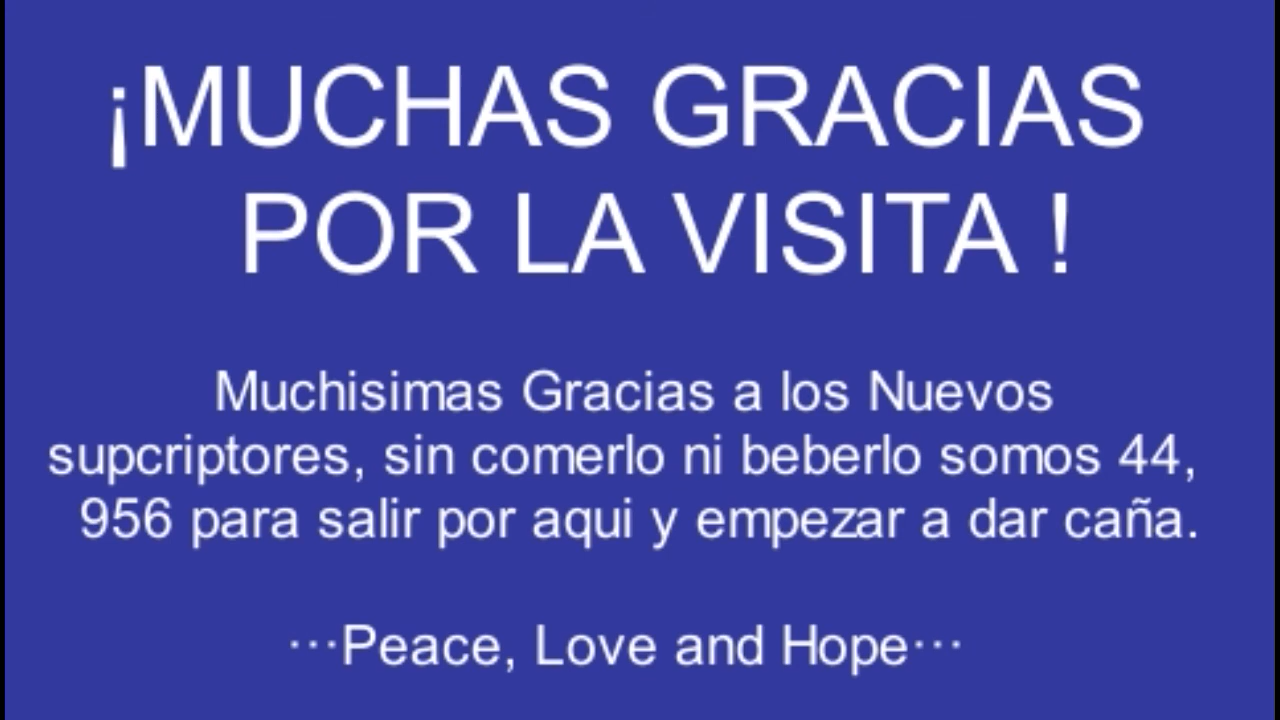 ¡MUCHAS GRACIAS
POR LA VISITA !
Muchisimas Gracias a los Nuevos
supcriptores, sin comerlo ni beberlo somos 44,
956 para salir por aqui y empezar a dar caña.
···Peace, Love and Hope···